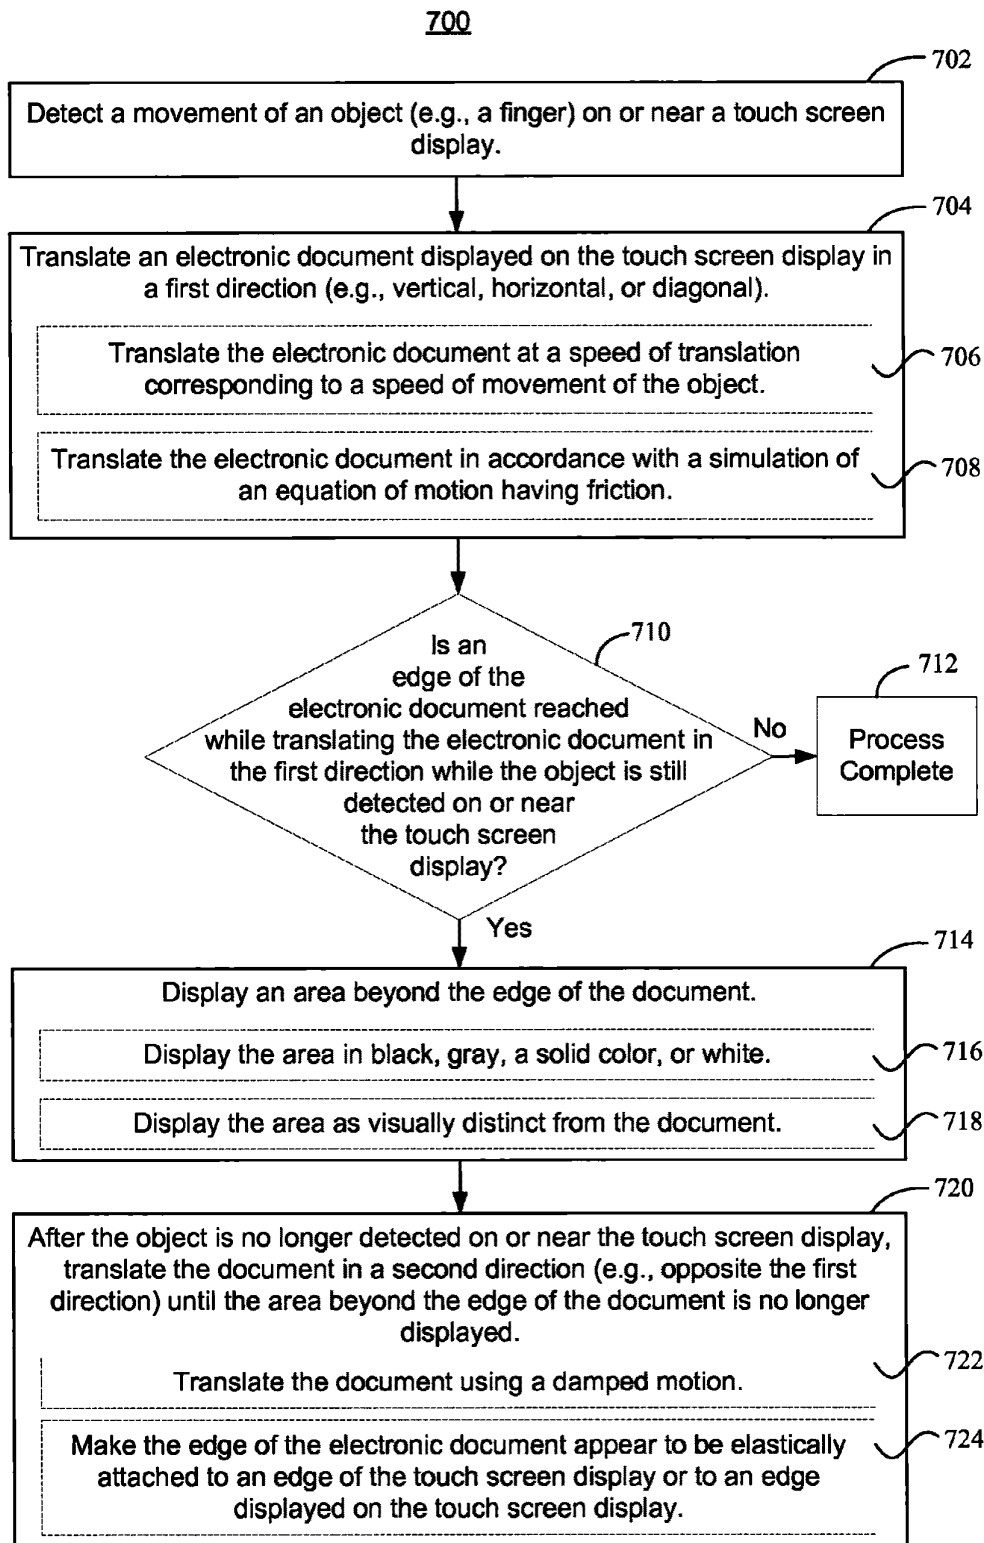 700
702
Detect a movement of an object (e.g., a finger) on or near a touch screen
display.
704
Translate an electronic document displayed on the touch screen display in
a first direction (e.g., vertical, horizontal, or diagonal).
Translate the electronic document at a speed of translation
corresponding to a speed of movement of the object.
706
Translate the electronic document in accordance with a simulation of
an equation of motion having friction.
708
710
Is an
edge of the
electronic document reached
while translating the electronic document in
the first direction while the object is still
detected on or near
the touch screen
display?
No
712
Process
Complete
Yes
714
Display an area beyond the edge of the document.
Display the area in black, gray, a solid color, or white.
716
Display the area as visually distinct from the document.
718
720
After the object is no longer detected on or near the touch screen display,
translate the document in a second direction (e.g., opposite the first
direction) until the area beyond the edge of the document is no longer
displayed.
Translate the document using a damped motion.
722
Make the edge of the electronic document appear to be elastically
attached to an edge of the touch screen display or to an edge
displayed on the touch screen display.
724